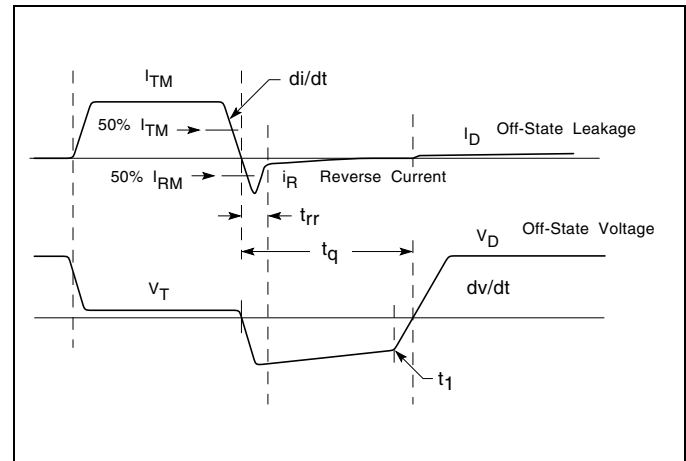 ITM
di/dt
50% ITM
ID Off-State Leakage
50% IRM
iR Reverse Current
trr
tq
VD Off-State Voltage
VT
dv/dt
t1